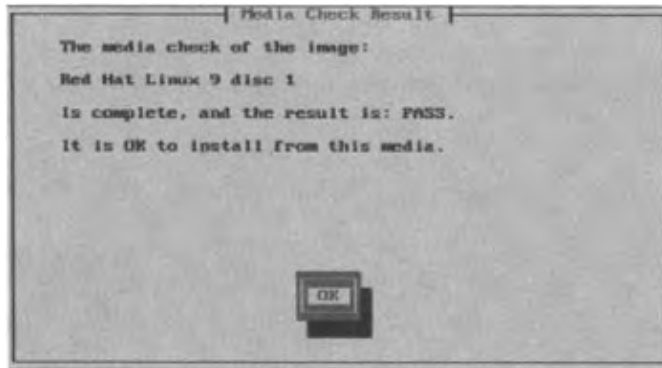 Media Check Result
The media check of the image:
Red Hat Linux 9 disc 1
Is complete, and the result is: PASS.
It is OK to install from this media.
OK